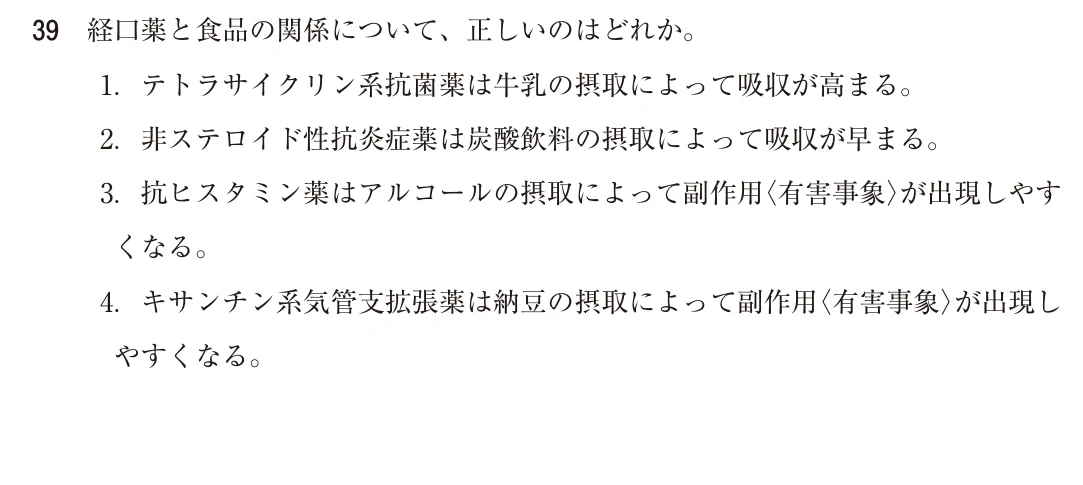 39 経口薬と食品の関係について、正しいのはどれか。
1. テトラサイクリン系抗菌薬は牛乳の摂取によって吸収が高まる。
2. 非ステロイド性抗炎症薬は炭酸飲料の摂取によって吸収が早まる。
3. 抗ヒスタミン薬はアルコールの摂取によって副作用〈有害事象〉が出現しやす
くなる。
4. キサンチン系気管支拡張薬は納豆の摂取によって副作用〈有害事象〉が出現し
やすくなる。